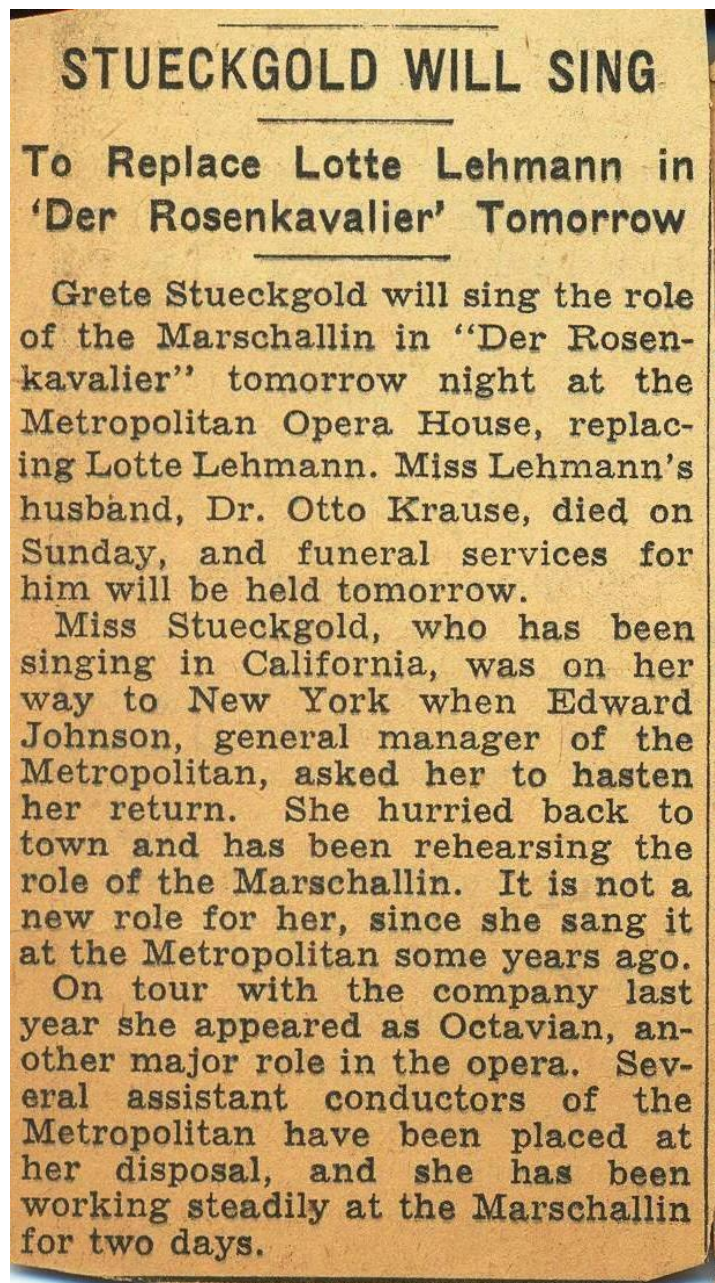 STUECKGOLD WILL SING
To Replace Lotte Lehmann in
'Der Rosenkavalier' Tomorrow
Grete Stueckgold will sing the role
of the Marschallin in "Der Rosen-
kavalier" tomorrow night at the
Metropolitan Opera House, replac-
ing Lotte Lehmann. Miss Lehmann's
husband, Dr. Otto Krause, died on
Sunday, and funeral services for
him will be held tomorrow.
Miss Stueckgold, who has been
singing in California, was on her
way to New York when Edward
Johnson, general manager of the
Metropolitan, asked her to hasten
her return. She hurried back to
town and has been rehearsing the
role of the Marschallin. It is not a
new role for her, since she sang it
at the Metropolitan some years ago.
On tour with the company last
year she appeared as Octavian, an-
other major role in the opera. Sev-
eral assistant conductors of the
Metropolitan have been placed at
her disposal, and she has been
working steadily at the Marschallin
for two days.